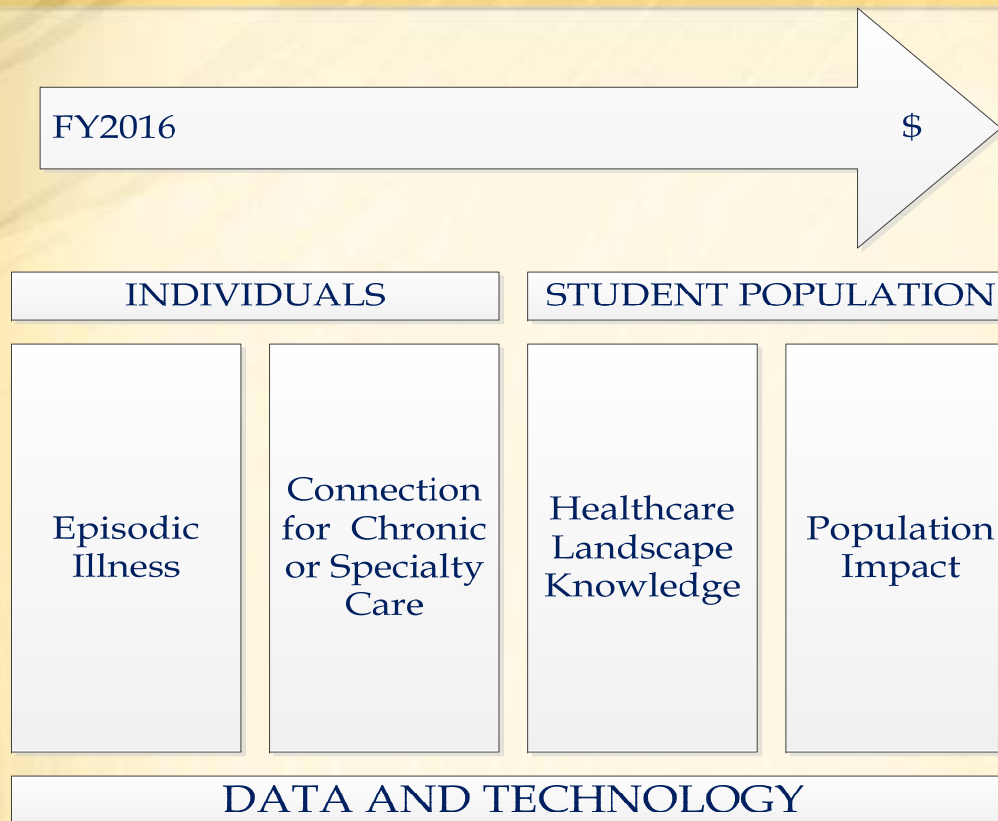 FY2016 $
INDIVIDUALS
STUDENT POPULATION
Episodic
Illness
Connection
for Chronic
or Specialty
Care
Healthcare
Landscape
Knowledge
Population
Impact
DATA AND TECHNOLOGY